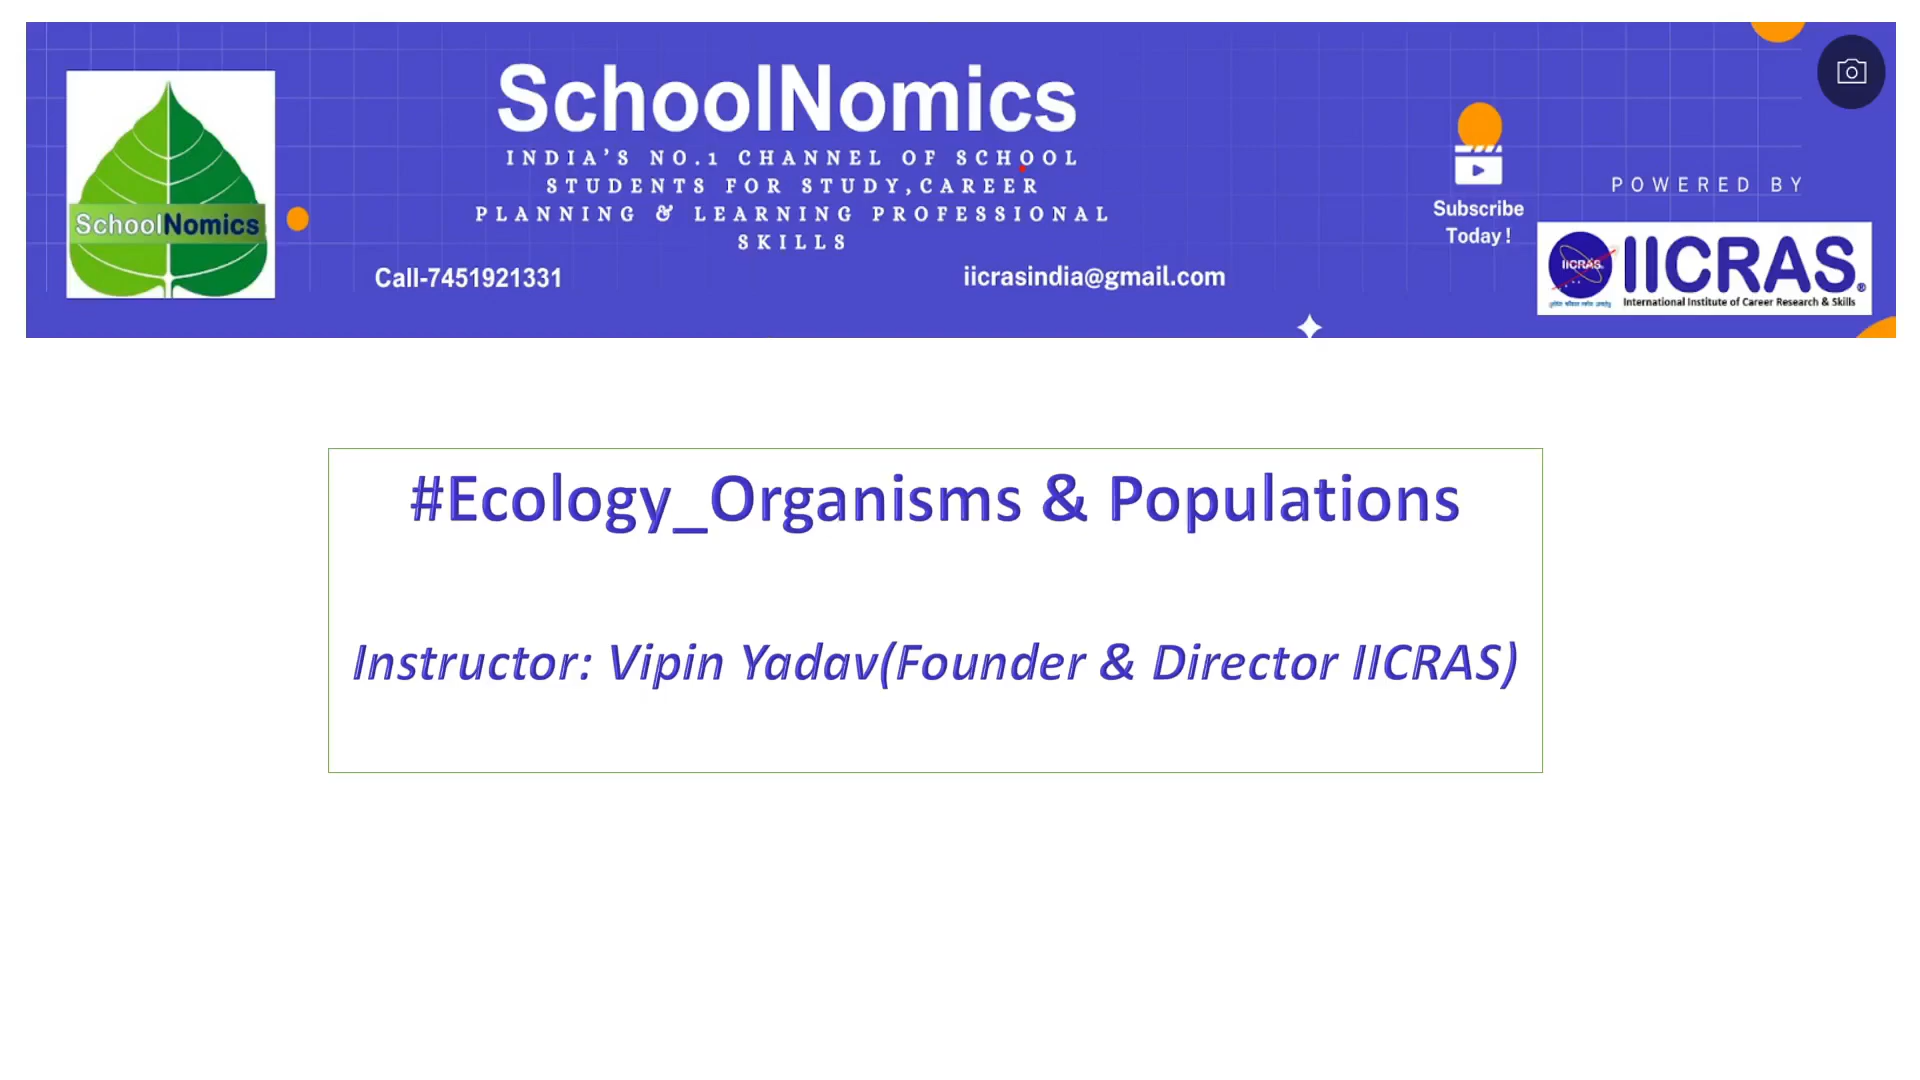 SchoolNomics
INDIA'S NO.1 CHANNEL OF SCHOOL
STUDENTS FOR STUDY,CAREER
PLANNING & LEARNING PROFESSIONAL
SKILLS
Call-7451921331
iicrasindia@gmail.com
SchoolNomics
Subscribe
Today !
POWERED BY
IICRAS
IICRAS®
International Institute of Career Research & Skills
#Ecology_Organisms & Populations
Instructor: Vipin Yadav(Founder & Director IICRAS)